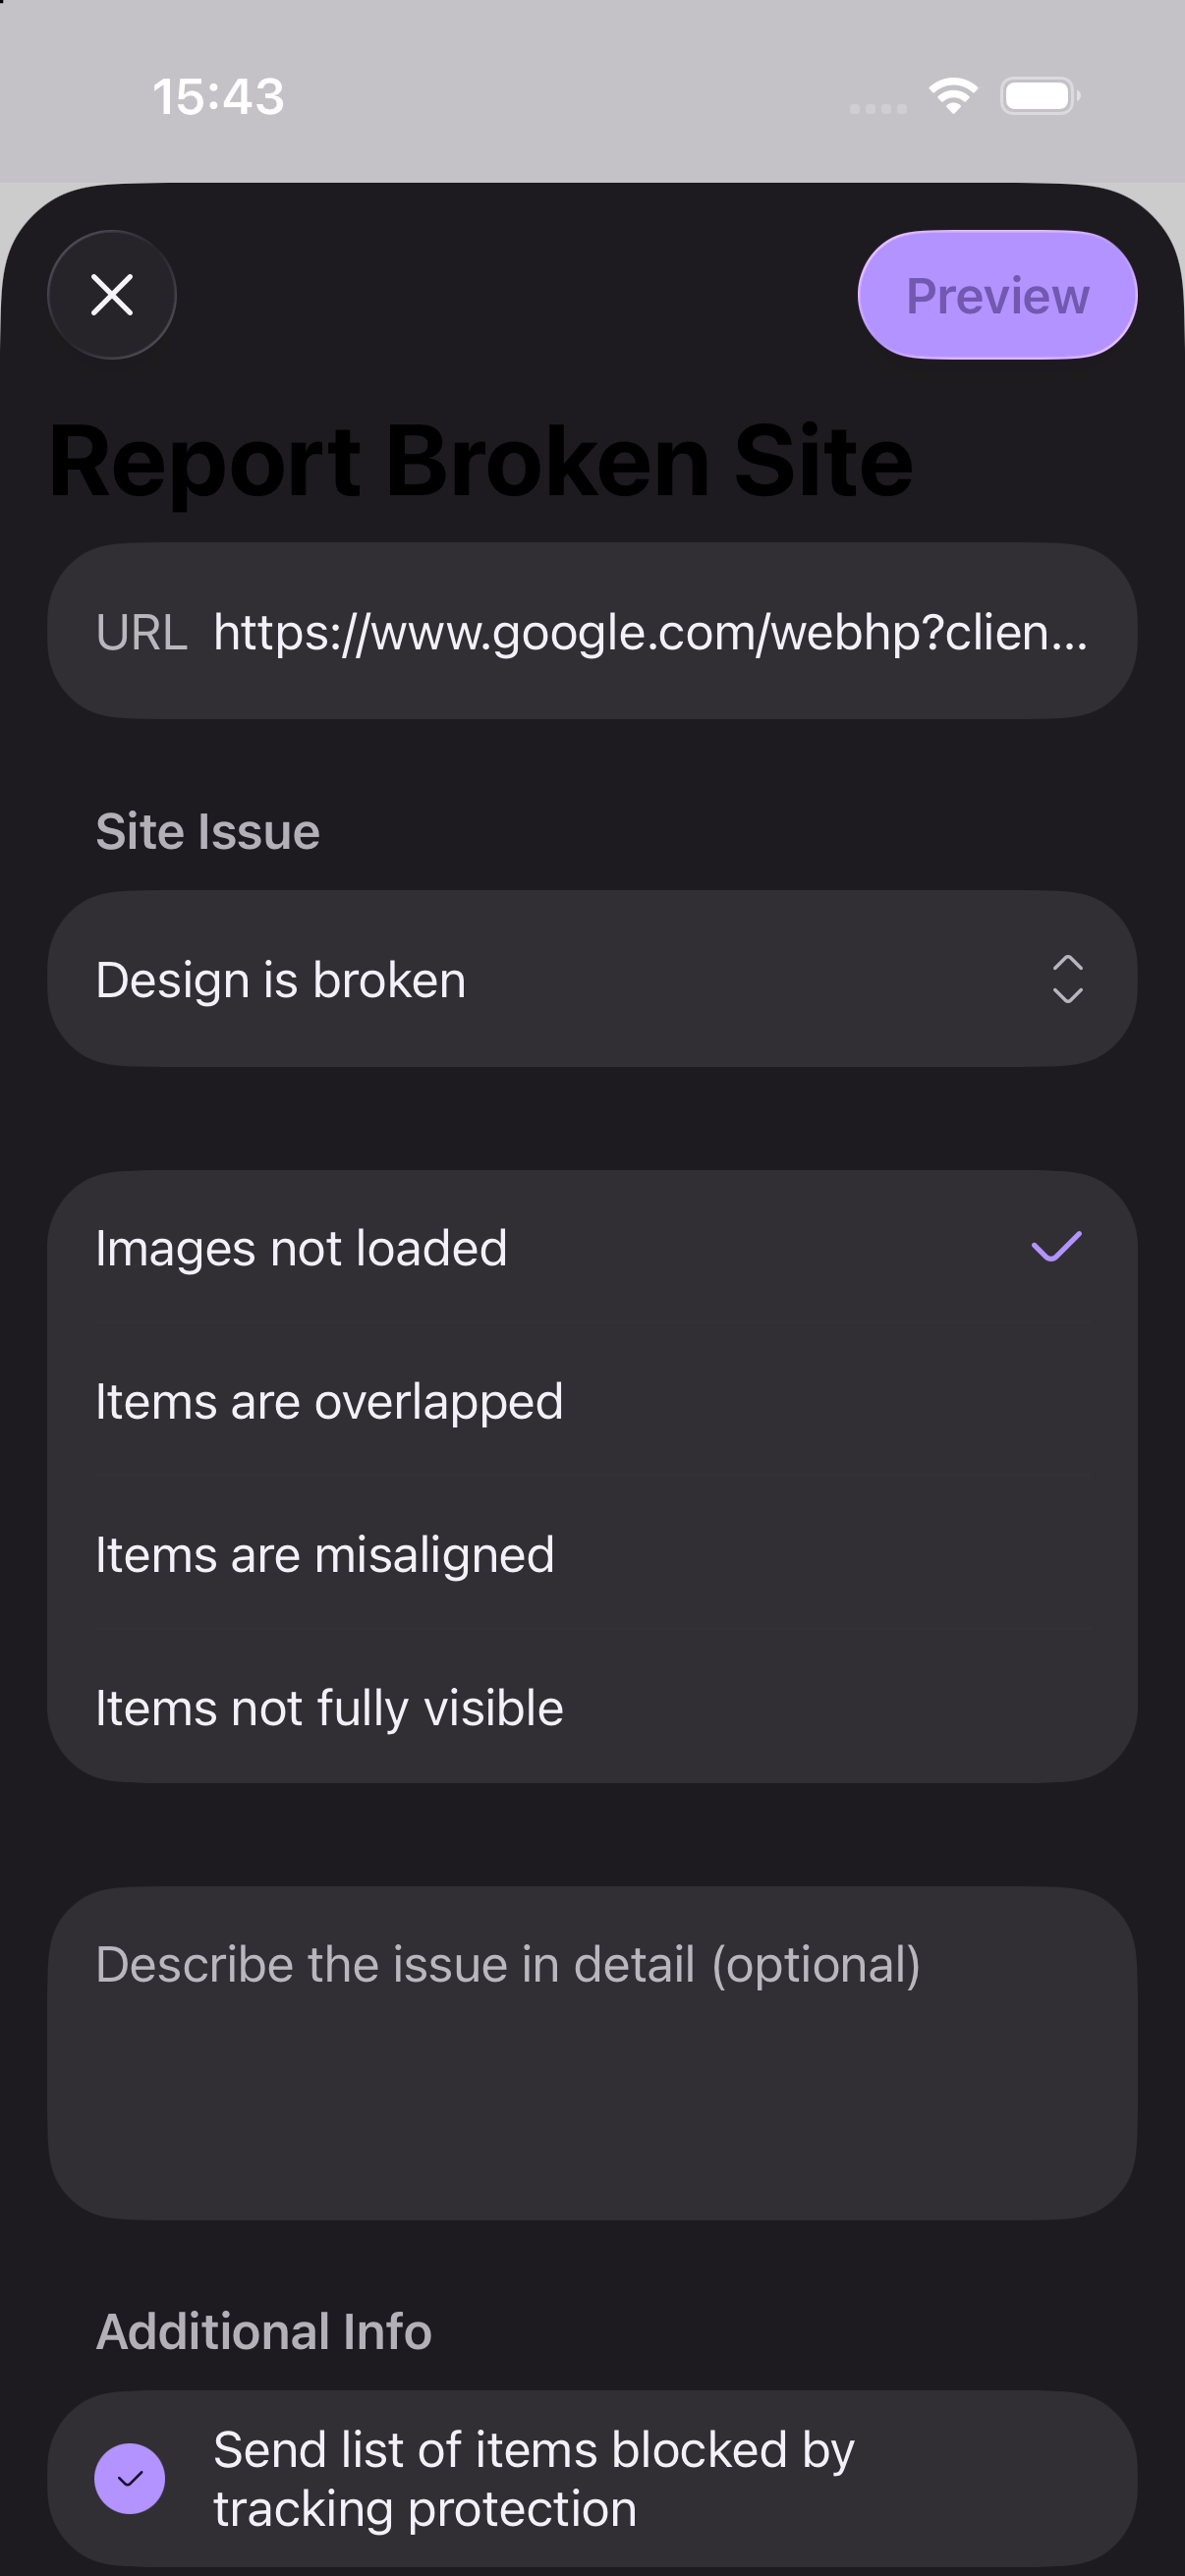 15:43
Preview
Report Broken Site
URL https://www.google.com/webhp?clien...
Site Issue
Design is broken
Images not loaded
Items are overlapped
Items are misaligned
Items not fully visible
Describe the issue in detail (optional)
Additional Info
Send list of items blocked by
tracking protection